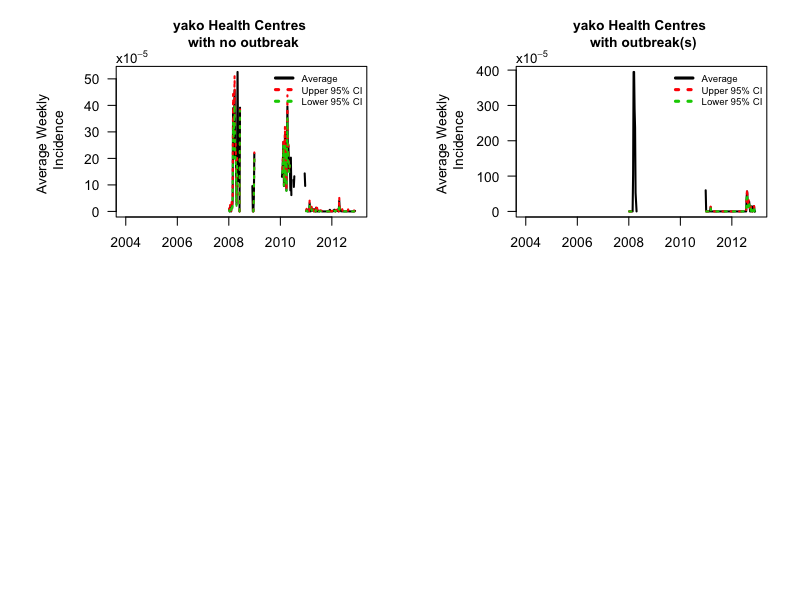 yako Health Centres
with no outbreak
x10−5
Average Weekly
Incidence
50
40
30
20
10
0
Average
Upper 95% CI
Lower 95% CI
2004 2006 2008 2010 2012
yako Health Centres
with outbreak(s)
x10−5
Average Weekly
Incidence
400
300
200
100
0
Average
Upper 95% CI
Lower 95% CI
2004 2006 2008 2010 2012